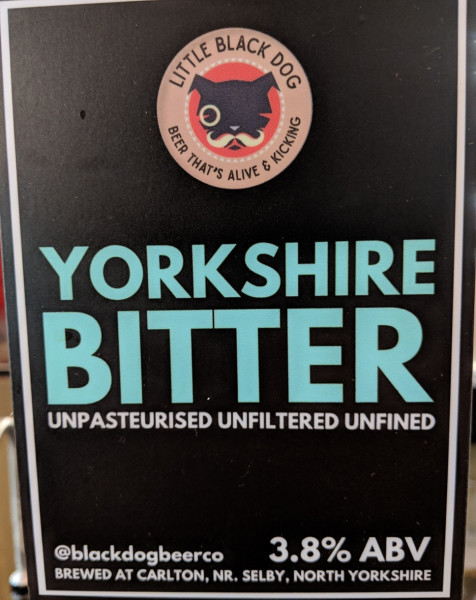 LITTLE BLACK DOG
BEER THAT'S ALIVE & KICKING
YORKSHIRE
BITTER
UNPASTEURISED UNFILTERED UNFINED
@blackdogbeerco 3.8% ABV
BREWED AT CARLTON, NR. SELBY, NORTH YORKSHIRE